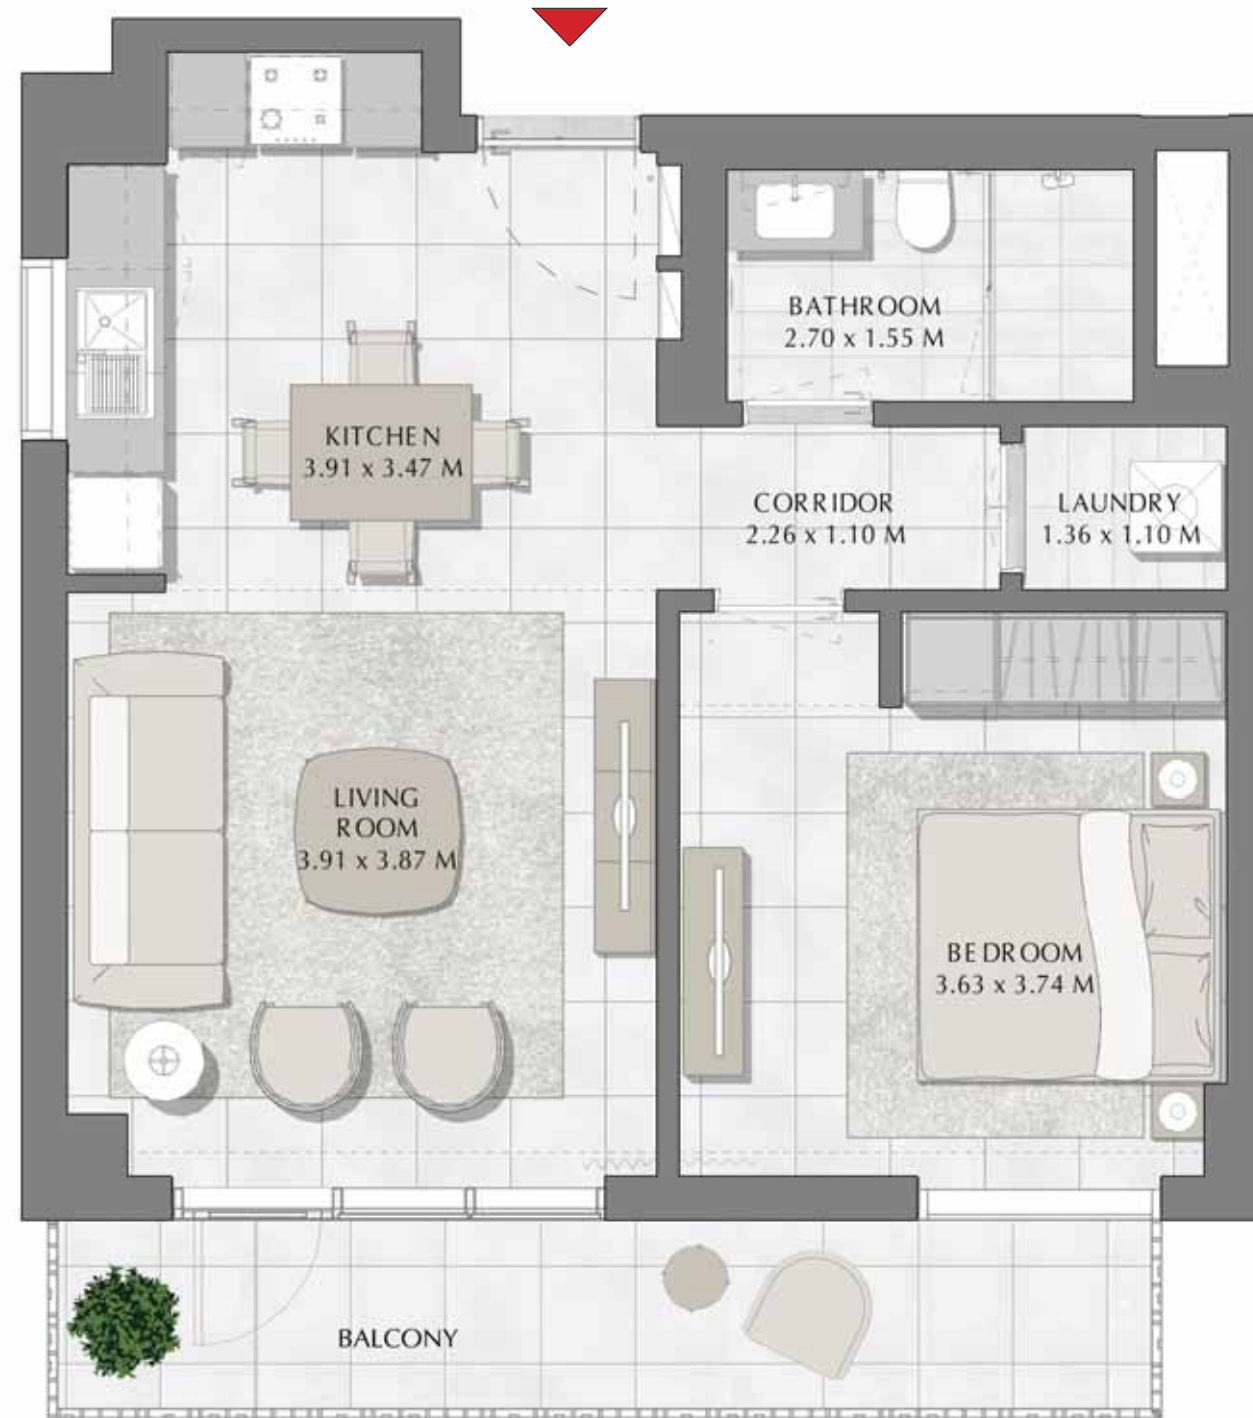 BATHROOM
2.70 x 1.55 M
KITCHEN
3.91 x 3.47 M
CORRIDOR
2.26 x 1.10 M
LAUNDRY
1.36 x 1.10 M
LIVING
ROOM
3.91 x 3.87 M
BEDROOM
3.63 x 3.74 M
BALCONY